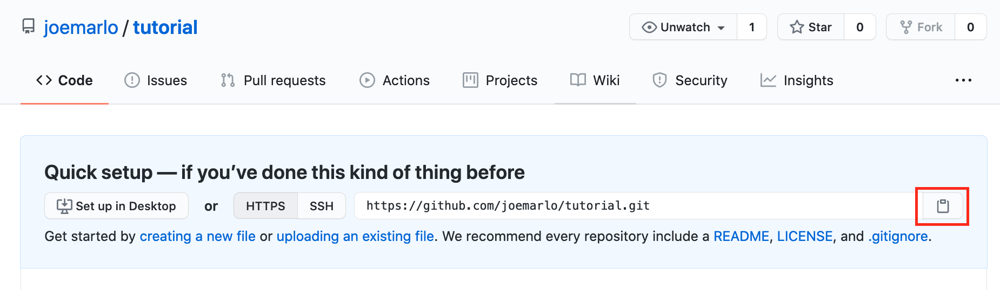 joemarlo / tutorial
Unwatch 1 Star 0 Fork 0
Code Issues Pull requests Actions Projects Wiki Security Insights
Quick setup — if you’ve done this kind of thing before
Set up in Desktop or HTTPS SSH https://github.com/joemarlo/tutorial.git
Get started by creating a new file or uploading an existing file. We recommend every repository include a README, LICENSE, and .gitignore.